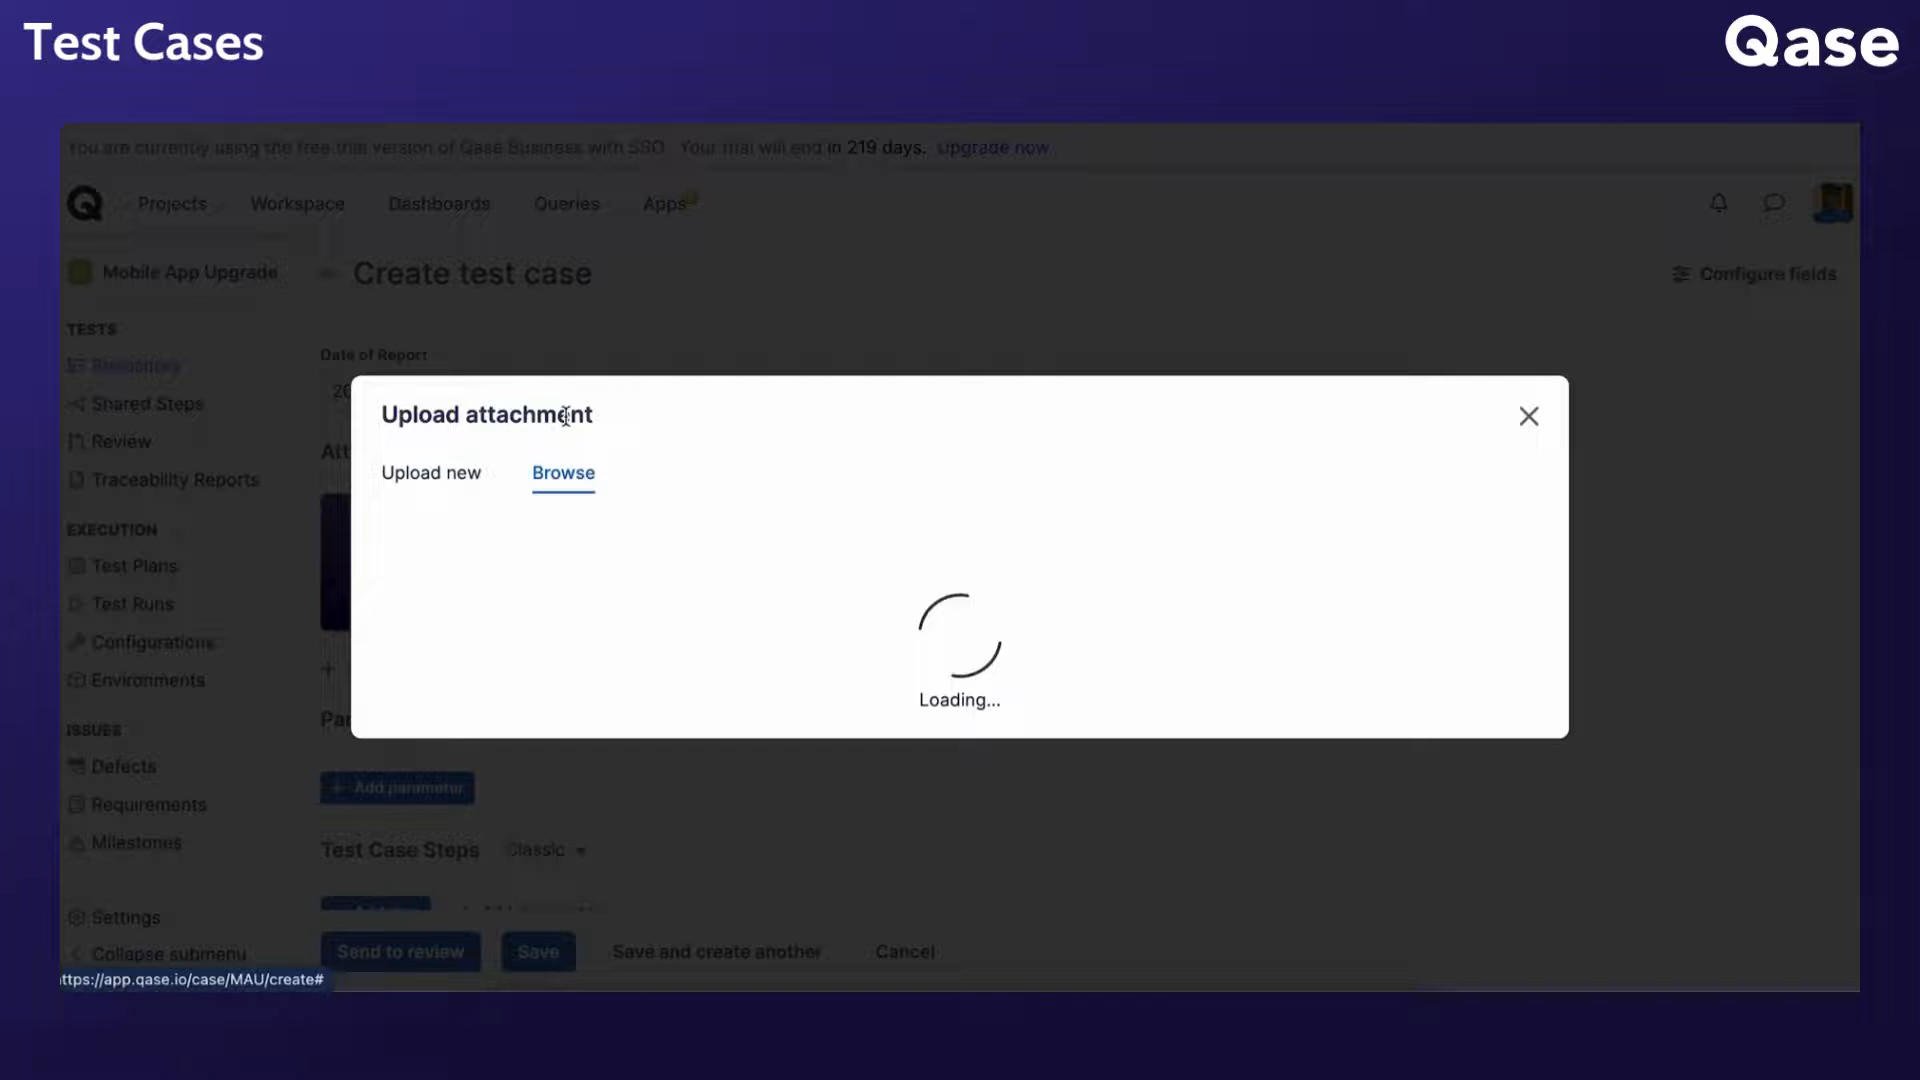 Test Cases
Qase
You are currently using the free trial version of Qase Business with SSO. Your trial will end in 219 days. Upgrade now
Projects
Workspace
Dashboards
Queries
Apps
Mobile App Upgrade
Create test case
Configure fields
TESTS
Repository
Shared Steps
Review
Traceability Reports
EXECUTION
Test Plans
Test Runs
Configurations
Environments
ISSUES
Defects
Requirements
Milestones
Settings
Collapse submenu
Date of Report
20
Att
Upload attachment
Upload new
Browse
Loading...
Par
+ Add parameter
Test Case Steps
Classic
Send to review
Save
Save and create another
Cancel
ttps://app.qase.io/case/MAU/create#